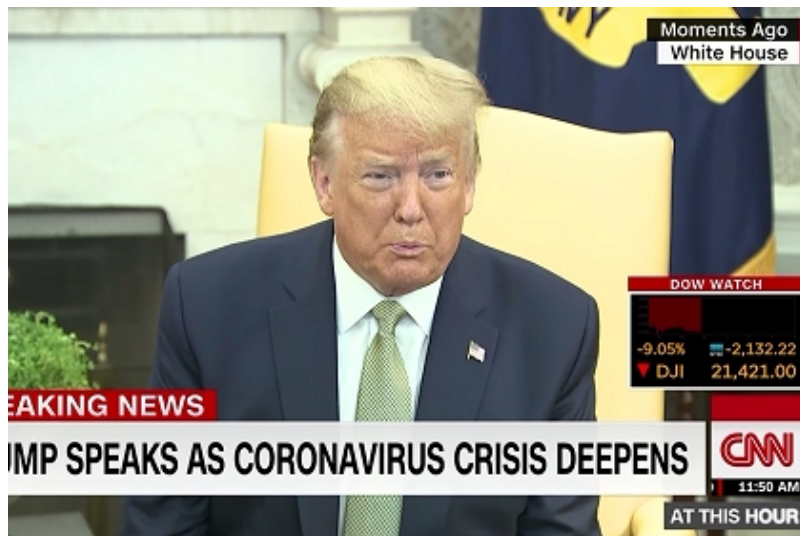 NY
Moments Ago
White House
DOW WATCH
-9.05% -2,132.22
▼ DJI 21,421.00
EAKING NEWS
UMP SPEAKS AS CORONAVIRUS CRISIS DEEPENS
CNN
11:50 AM
AT THIS HOUR